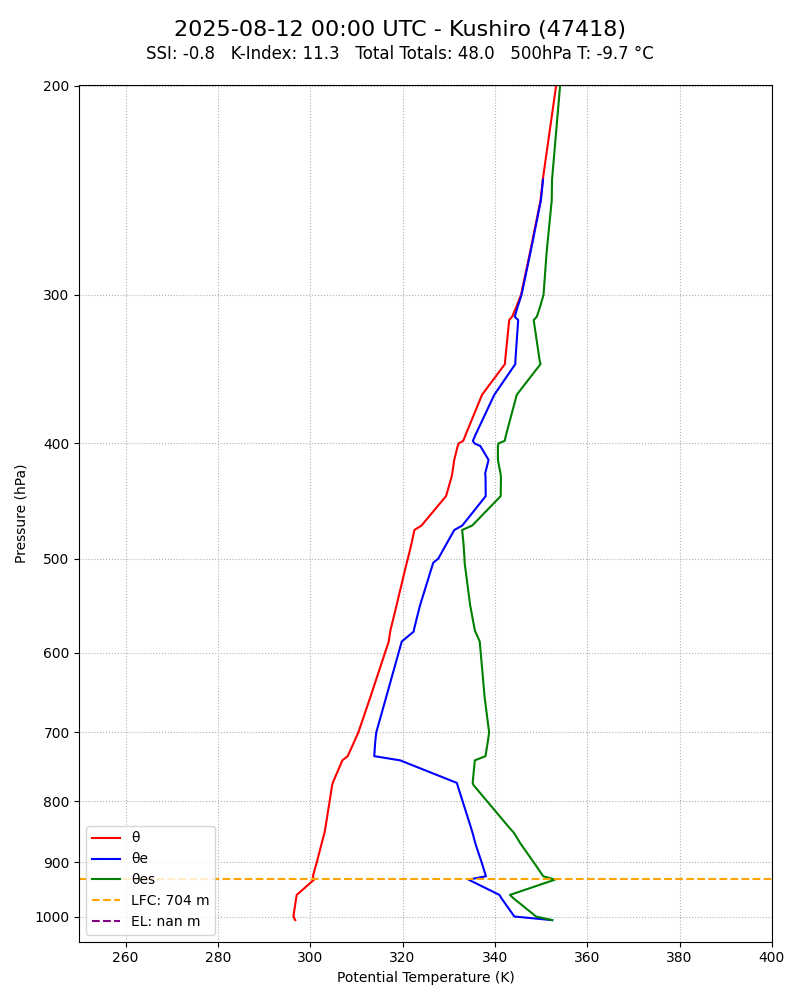 2025-08-12 00:00 UTC - Kushiro (47418)
SSI: -0.8   K-Index: 11.3   Total Totals: 48.0   500hPa T: -9.7 °C
200
300
400
500
600
700
800
900
1000
Pressure (hPa)
θ
θe
θes
LFC: 704 m
EL: nan m
260 280 300 320 340 360 380 400
Potential Temperature (K)